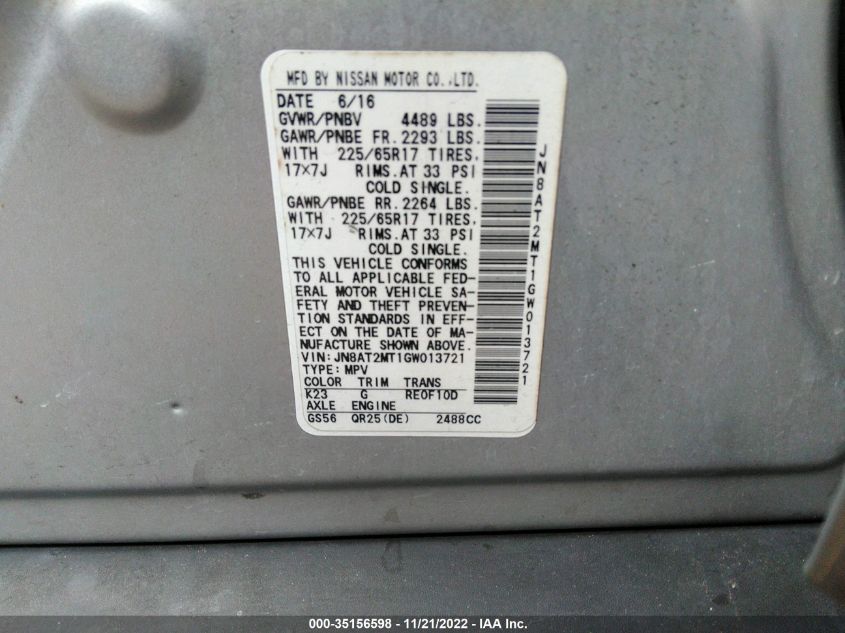 MFD BY NISSAN MOTOR CO.,LTD.
DATE 6/16
GVWR/PNBV 4489 LBS.
GAWR/PNBE FR. 2293 LBS.
WITH 225/65R17 TIRES,
17×7J RIMS. AT 33 PSI
COLD SINGLE.
GAWR/PNBE RR. 2264 LBS.
WITH 225/65R17 TIRES,
17×7J RIMS. AT 33 PSI
COLD SINGLE.
THIS VEHICLE CONFORMS
TO ALL APPLICABLE FED-
ERAL MOTOR VEHICLE SA-
FETY AND THEFT PREVEN-
TION STANDARDS IN EFF-
ECT ON THE DATE OF MA-
NUFACTURE SHOWN ABOVE.
VIN: JN8AT2MT1GW013721
TYPE: MPV
COLOR TRIM TRANS
K23 G RE0F10D
AXLE ENGINE
GS56 QR25(DE) 2488CC
JN8AT2MT1GW013721
000-35156598 - 11/21/2022 - IAA Inc.